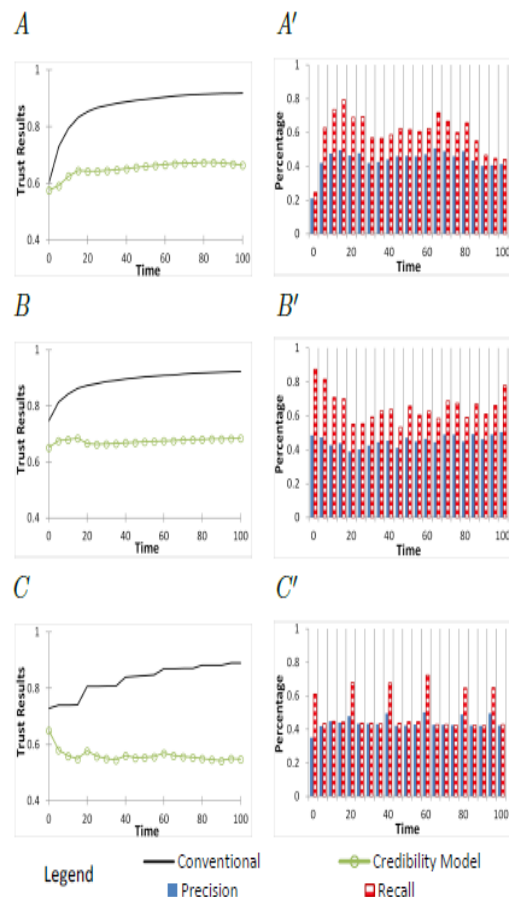 A
A′
1
0.8
0.6
0.4
Trust Results
0 20 40 60 80 100
Time
1
0.8
0.6
0.4
0.2
0
Percentage
0 20 40 60 80 100
Time
B
B′
1
0.8
0.6
0.4
Trust Results
0 20 40 60 80 100
Time
1
0.8
0.6
0.4
0.2
0
Percentage
0 20 40 60 80 100
Time
C
C′
1
0.8
0.6
0.4
Trust Results
0 20 40 60 80 100
Time
1
0.8
0.6
0.4
0.2
0
Percentage
0 20 40 60 80 100
Time
Legend
Conventional
Credibility Model
Precision
Recall